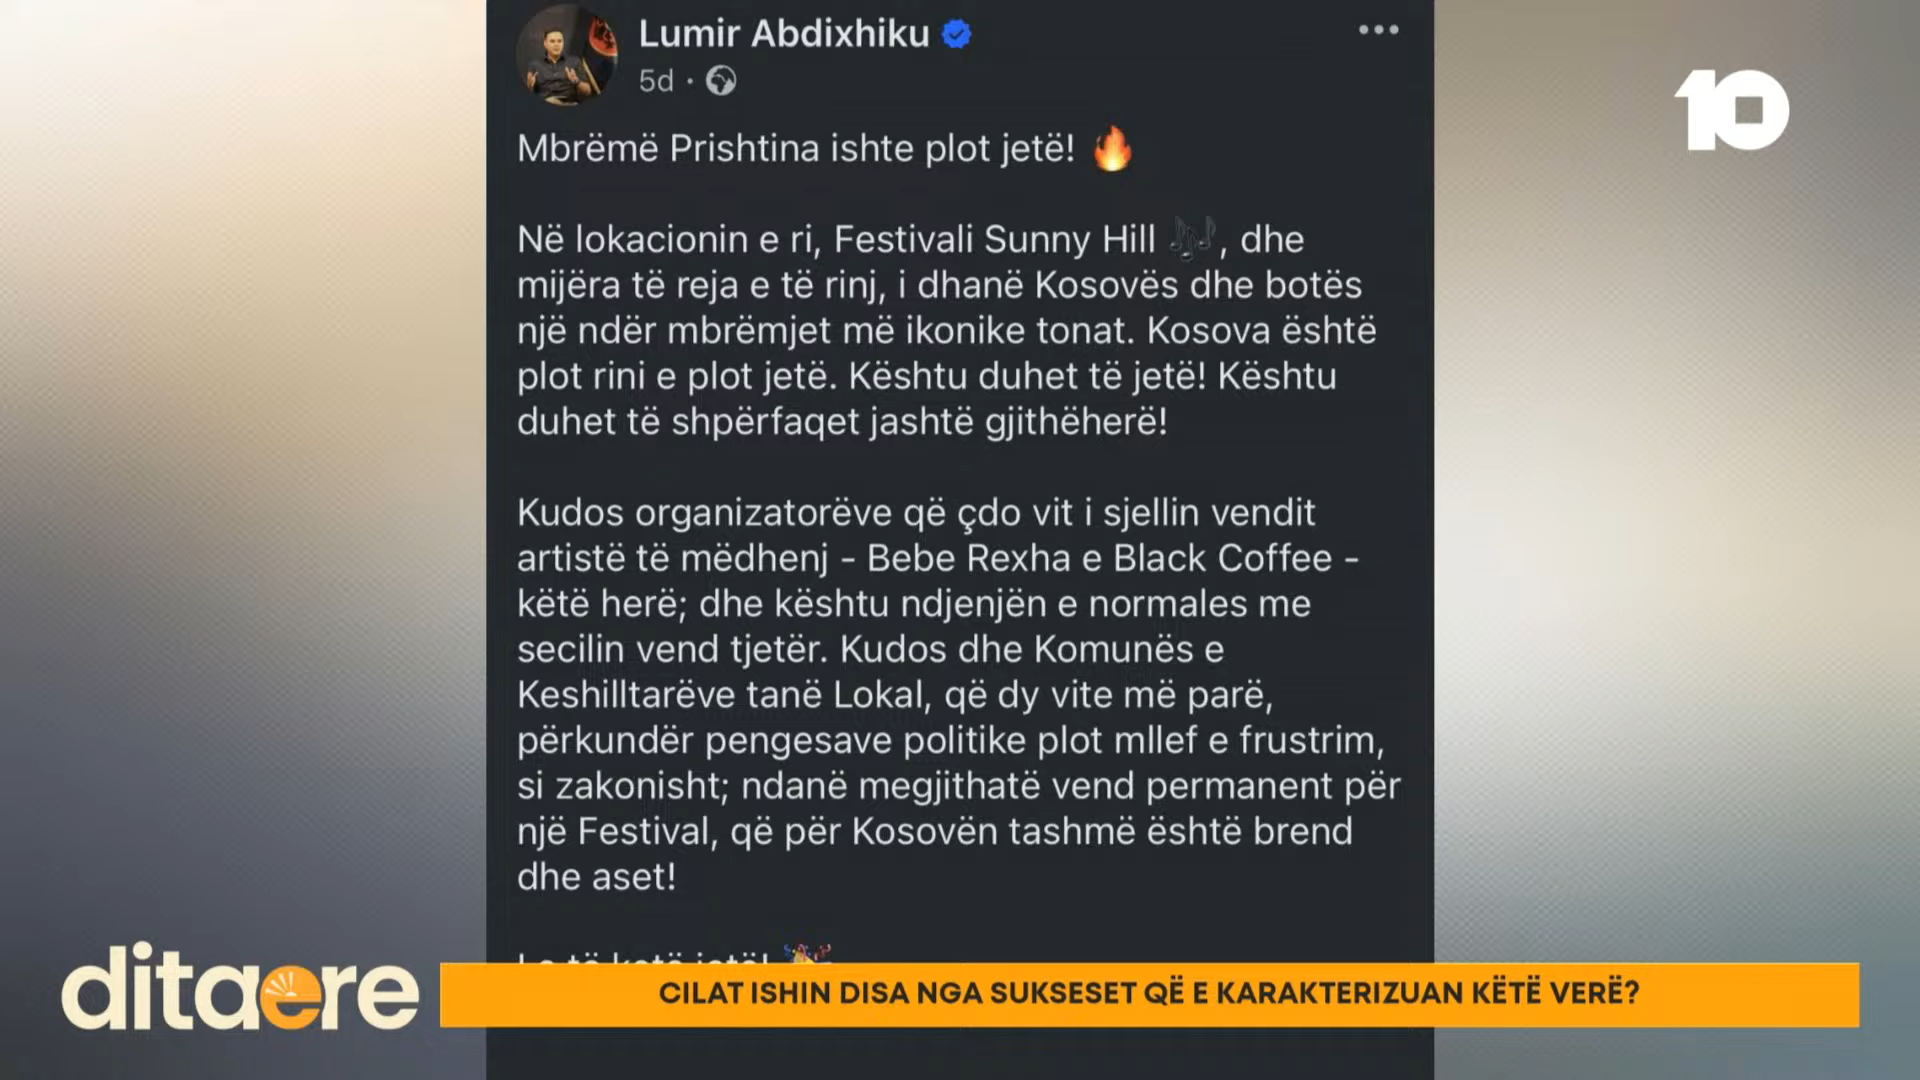 Lumir Abdixhiku
5d ·
10
Mbrëmë Prishtina ishte plot jetë! 🔥
Në lokacionin e ri, Festivali Sunny Hill 🎶, dhe
mijëra të reja e të rinj, i dhanë Kosovës dhe botës
një ndër mbrëmjet më ikonike tonat. Kosova është
plot rini e plot jetë. Kështu duhet të jetë! Kështu
duhet të shpërfaqet jashtë gjithëherë!
Kudos organizatorëve që çdo vit i sjellin vendit
artistë të mëdhenj - Bebe Rexha e Black Coffee -
këtë herë; dhe kështu ndjenjën e normales me
secilin vend tjetër. Kudos dhe Komunës e
Keshilltarëve tanë Lokal, që dy vite më parë,
përkundër pengesave politike plot mllef e frustrim,
si zakonisht; ndanë megjithatë vend permanent për
një Festival, që për Kosovën tashmë është brend
dhe aset!
ditaere
CILAT ISHIN DISA NGA SUKSESET QË E KARAKTERIZUAN KËTË VERË?